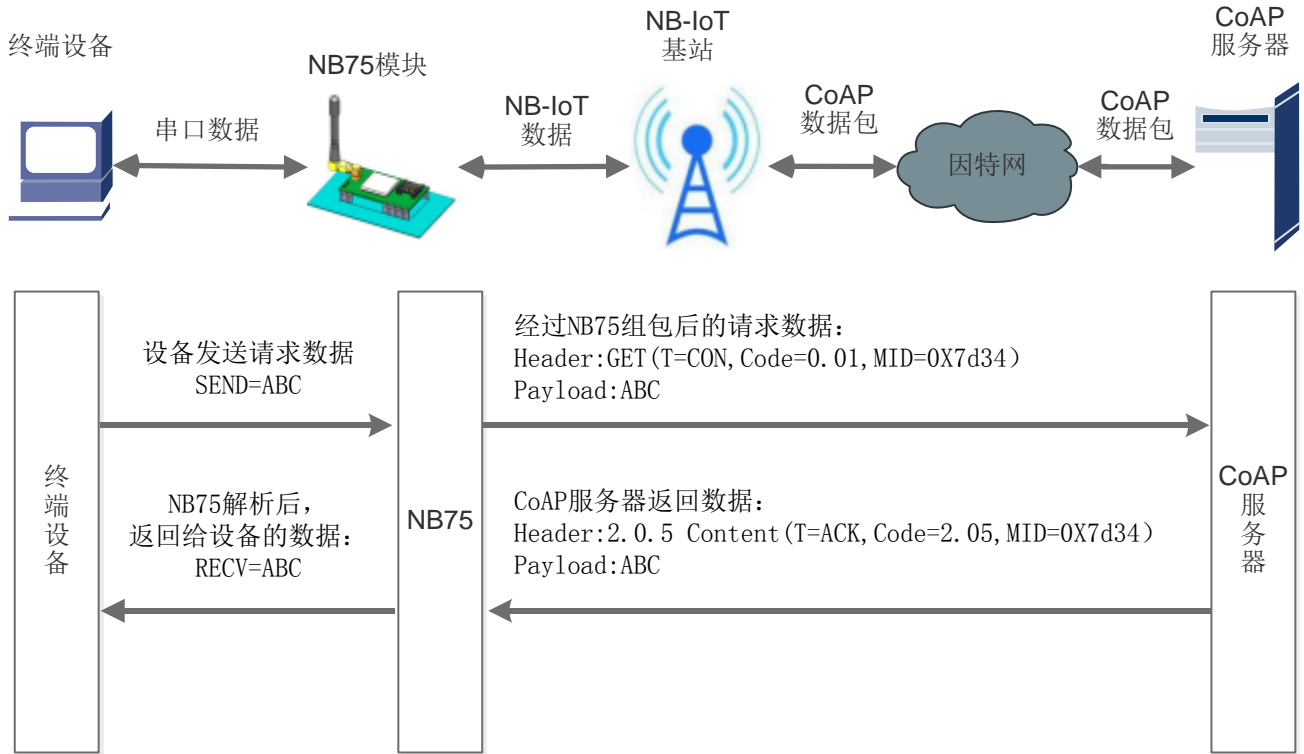 终端设备
NB75模块
NB-IoT
基站
CoAP
服务器
串口数据
NB-IoT
数据
CoAP
数据包
因特网
CoAP
数据包
设备发送请求数据
SEND=ABC
经过NB75组包后的请求数据：
Header:GET(T=CON,Code=0.01,MID=0X7d34)
Payload:ABC
终端设备
NB75解析后，
返回给设备的数据：
RECV=ABC
NB75
CoAP服务器返回数据：
Header:2.0.5 Content(T=ACK,Code=2.05,MID=0X7d34)
Payload:ABC
CoAP
服务器